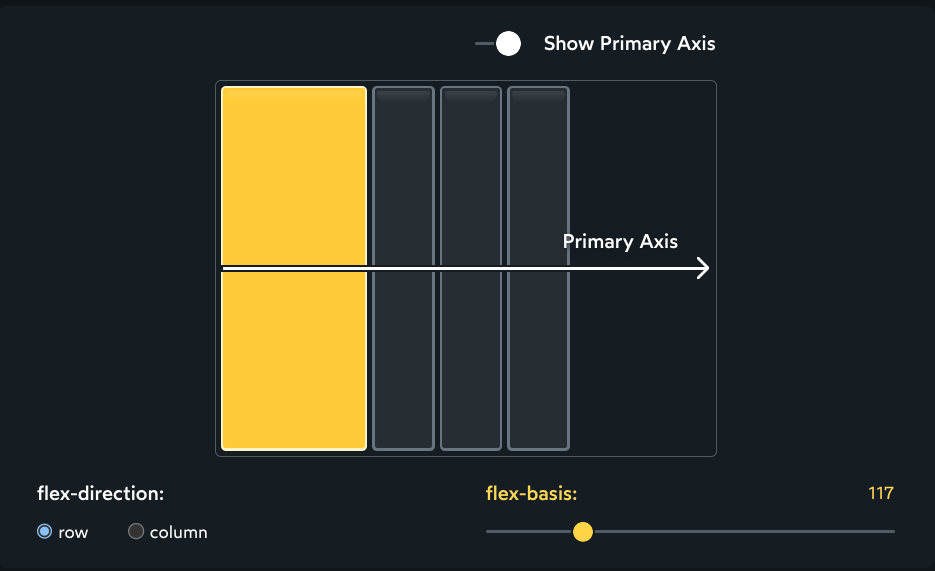 Show Primary Axis
Primary Axis
flex-direction:
row
column
flex-basis:
117